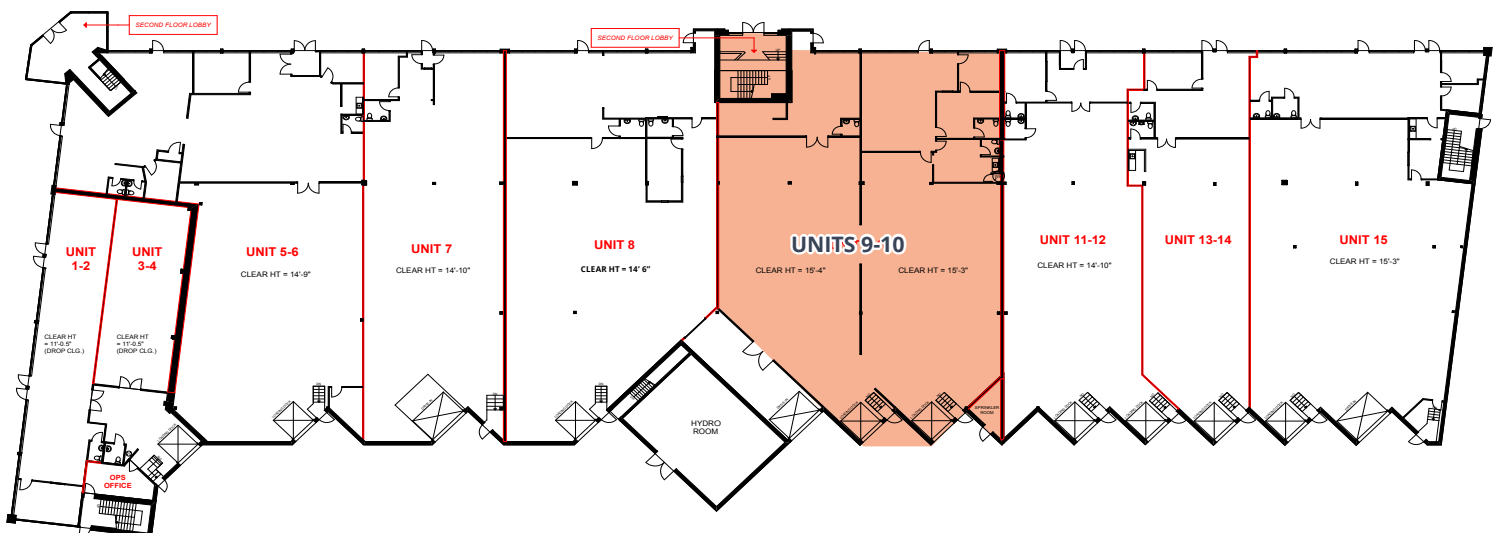 SECOND FLOOR LOBBY
SECOND FLOOR LOBBY
UNIT
1-2
UNIT
3-4
UNIT 5-6
CLEAR HT = 14'-9"
UNIT 7
CLEAR HT = 14'-10"
UNIT 8
CLEAR HT = 14' 6"
UNITS 9-10
CLEAR HT = 15'-4"
CLEAR HT = 15'-3"
UNIT 11-12
CLEAR HT = 14'-10"
UNIT 13-14
UNIT 15
CLEAR HT = 15'-3"
CLEAR HT
= 11'-0.5"
(DROP CLG.)
CLEAR HT
= 11'-0.5"
(DROP CLG.)
HYDRO
ROOM
SPRINKLER
ROOM
OPS
OFFICE